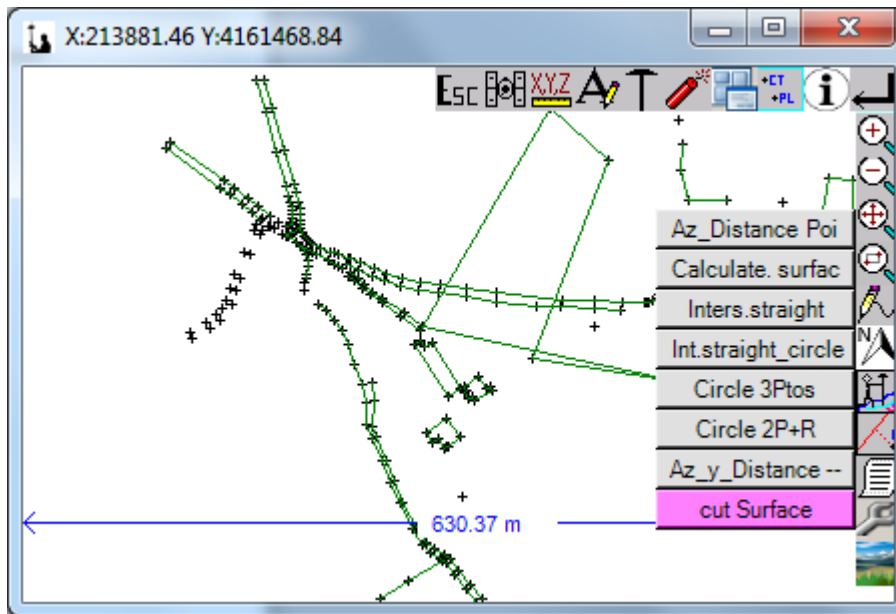 X:213881.46 Y:4161468.84
Esc X,Y,Z A T +CT
+PL i
Az_Distance Poi
Calculate. surfac
Inters.straight
N
Int.straight_circle
Circle 3Ptos
Circle 2P+R
Az_y_Distance --
cut Surface
630.37 m